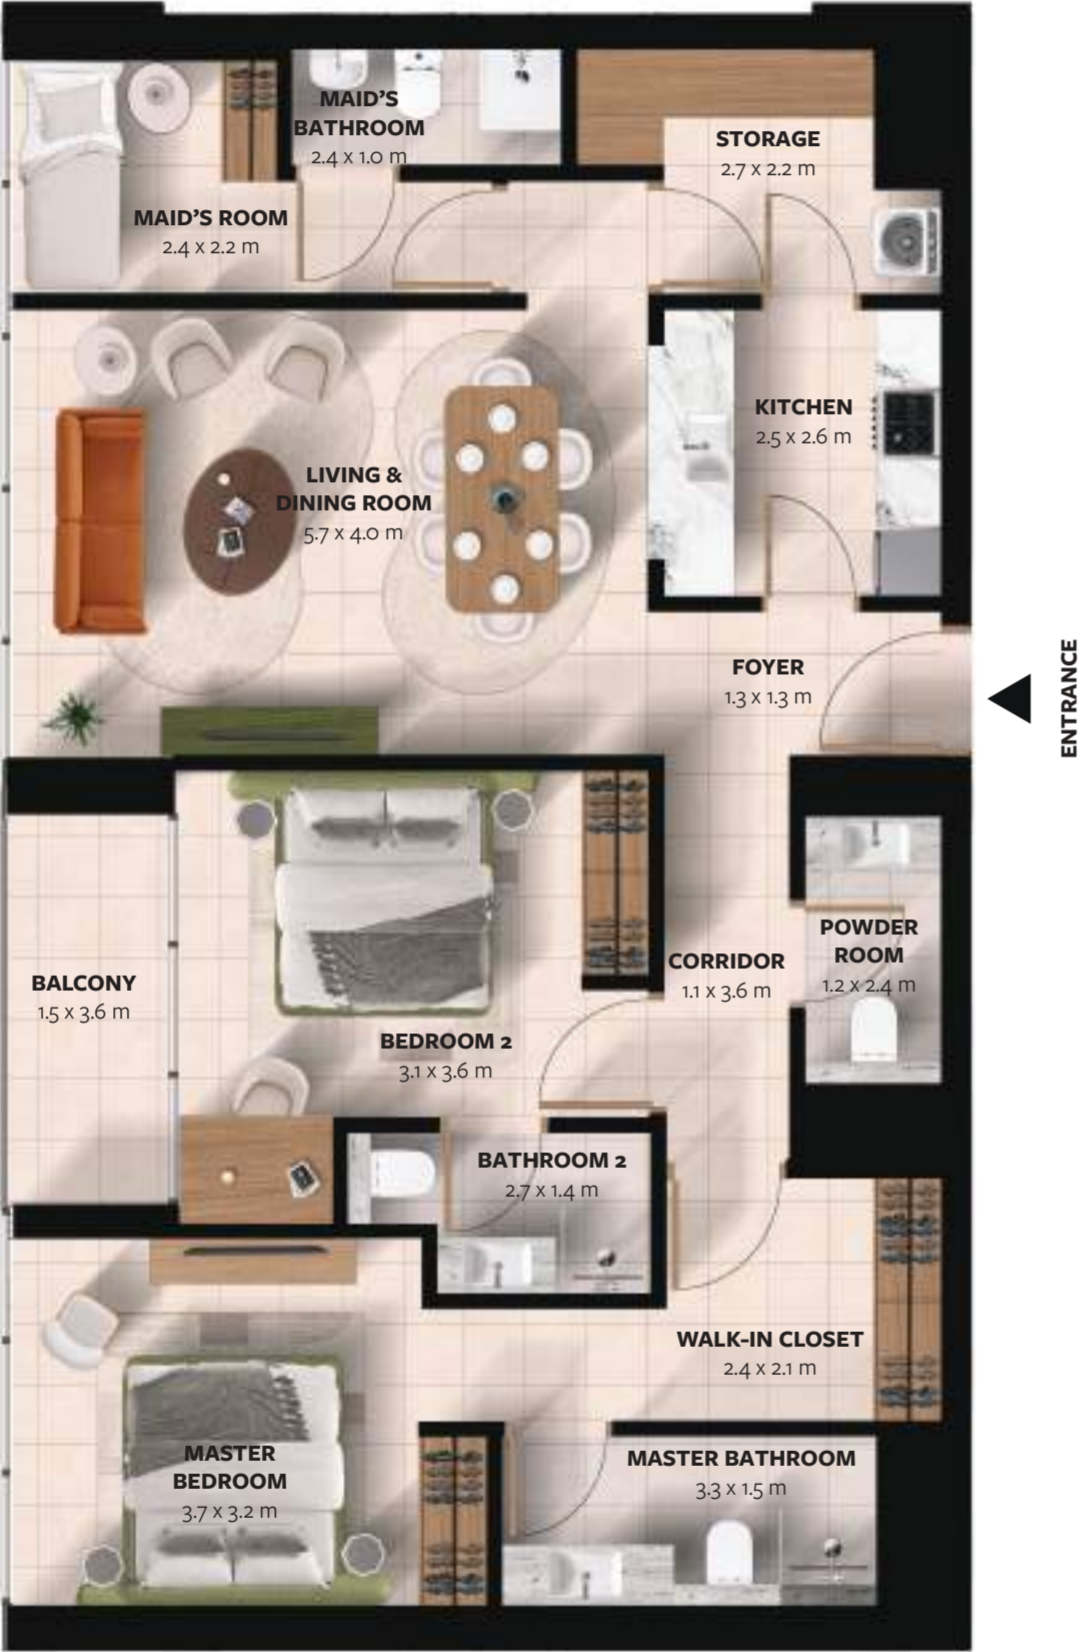 MAID'S
BATHROOM
2.4 x 1.0 m
STORAGE
2.7 x 2.2 m
MAID'S ROOM
2.4 x 2.2 m
KITCHEN
2.5 x 2.6 m
LIVING &
DINING ROOM
5.7 x 4.0 m
FOYER
1.3 x 1.3 m
ENTRANCE
POWDER
ROOM
1.2 x 2.4 m
CORRIDOR
1.1 x 3.6 m
BALCONY
1.5 x 3.6 m
BEDROOM 2
3.1 x 3.6 m
BATHROOM 2
2.7 x 1.4 m
WALK-IN CLOSET
2.4 x 2.1 m
MASTER
BEDROOM
3.7 x 3.2 m
MASTER BATHROOM
3.3 x 1.5 m